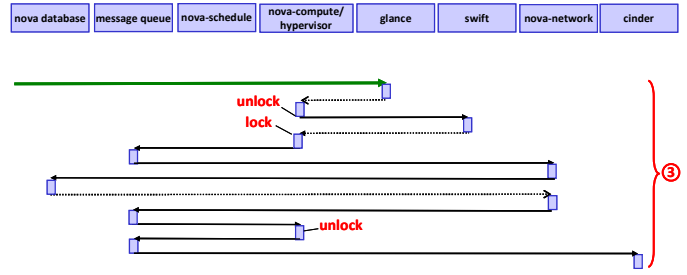 nova database
message queue
nova-schedule
nova-compute/
hypervisor
glance
swift
nova-network
cinder
unlock
lock
③
unlock